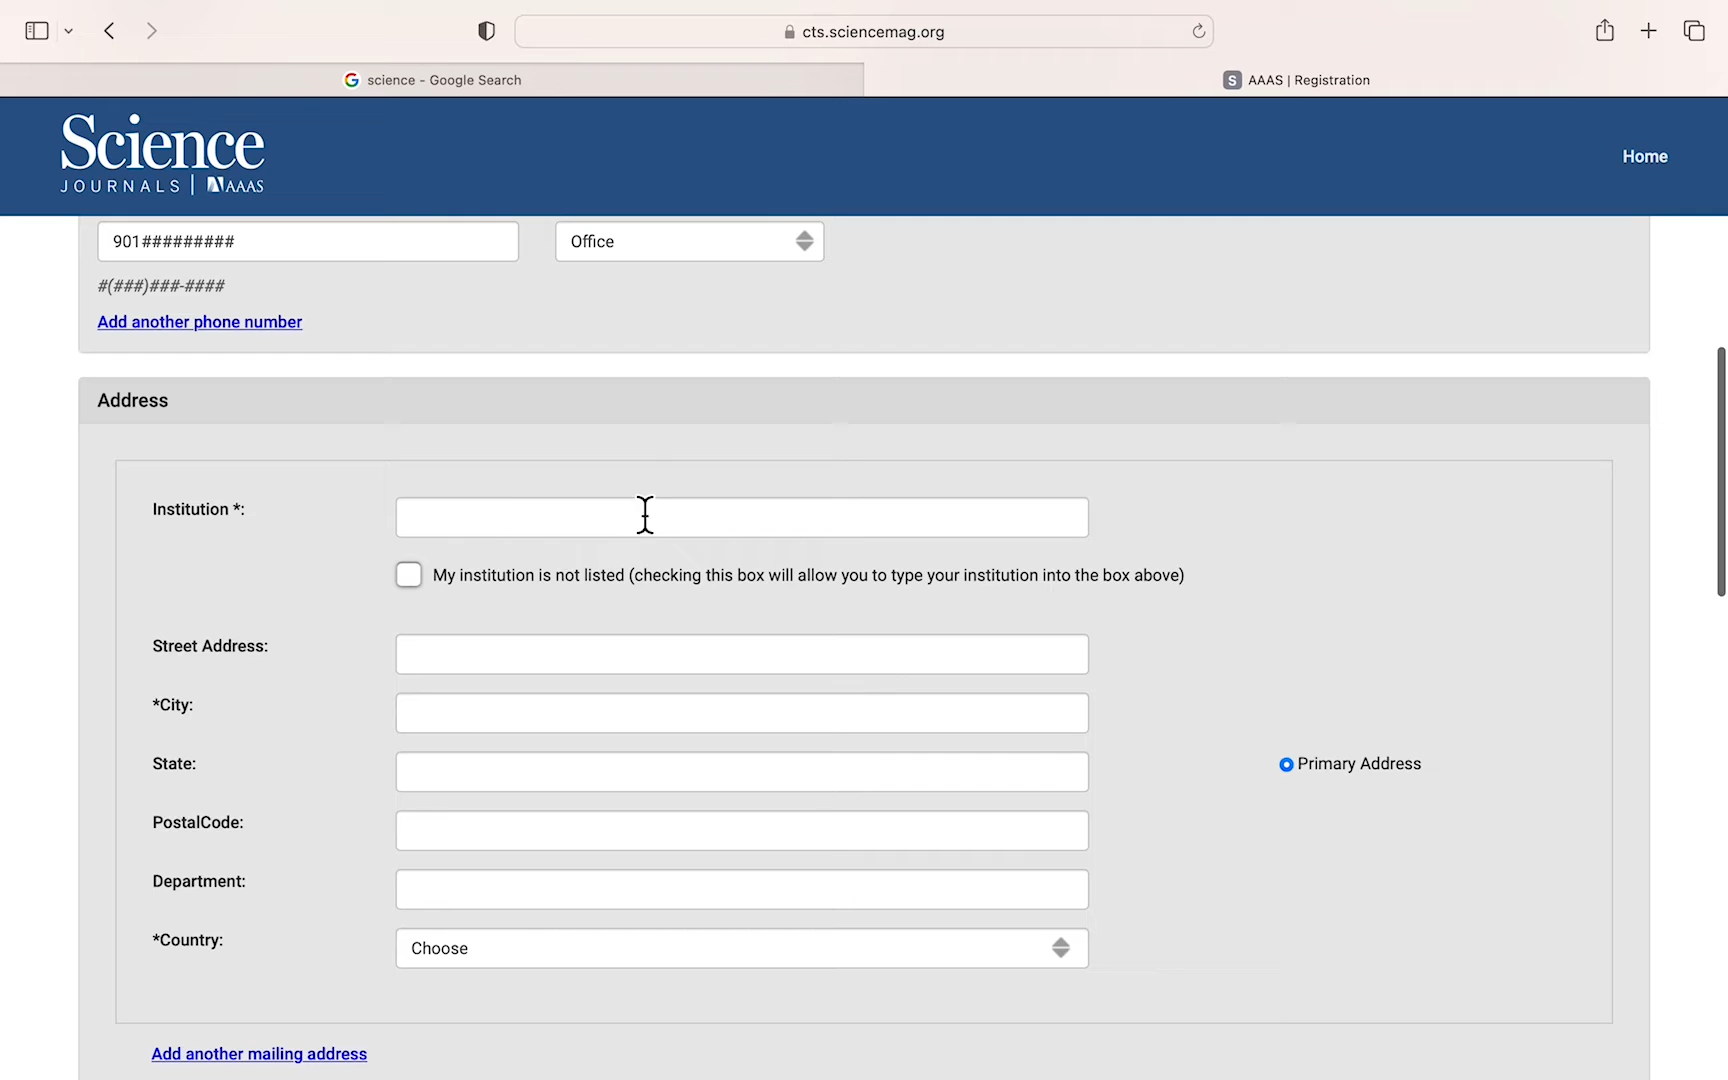 cts.sciencemag.org
science - Google Search
S AAAS | Registration
Science
JOURNALS | AAAS
Home
901#########
Office
#(###)###-####
Add another phone number
Address
Institution *:
My institution is not listed (checking this box will allow you to type your institution into the box above)
Street Address:
*City:
State:
Primary Address
PostalCode:
Department:
*Country:
Choose
Add another mailing address